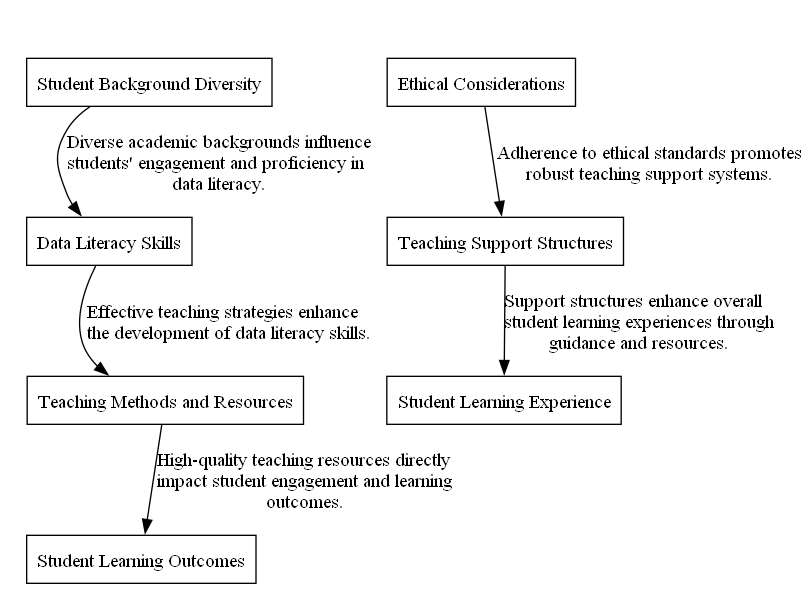 Student Background Diversity
Ethical Considerations
Diverse academic backgrounds influence
students' engagement and proficiency in
data literacy.
Adherence to ethical standards promotes
robust teaching support systems.
Data Literacy Skills
Teaching Support Structures
Effective teaching strategies enhance
the development of data literacy skills.
Support structures enhance overall
student learning experiences through
guidance and resources.
Teaching Methods and Resources
Student Learning Experience
High-quality teaching resources directly
impact student engagement and learning
outcomes.
Student Learning Outcomes